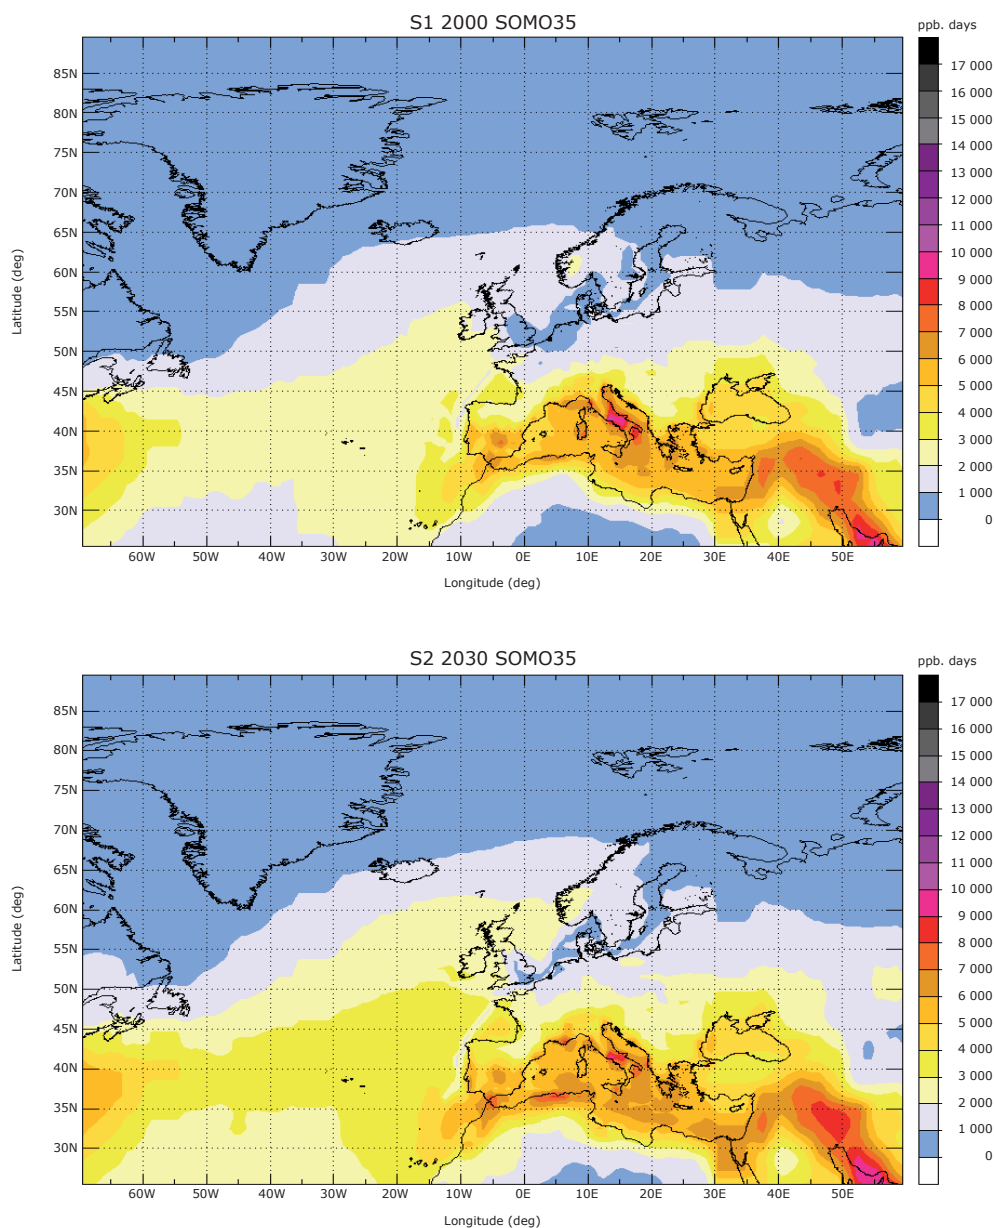 S1 2000 SOMO35
ppb. days
85N
80N
75N
70N
65N
60N
55N
50N
45N
40N
35N
30N
Latitude (deg)
60W 50W 40W 30W 20W 10W 0E 10E 20E 30E 40E 50E
Longitude (deg)
17 000
16 000
15 000
14 000
13 000
12 000
11 000
10 000
9 000
8 000
7 000
6 000
5 000
4 000
3 000
2 000
1 000
0
S2 2030 SOMO35
ppb. days
85N
80N
75N
70N
65N
60N
55N
50N
45N
40N
35N
30N
Latitude (deg)
60W 50W 40W 30W 20W 10W 0E 10E 20E 30E 40E 50E
Longitude (deg)
17 000
16 000
15 000
14 000
13 000
12 000
11 000
10 000
9 000
8 000
7 000
6 000
5 000
4 000
3 000
2 000
1 000
0